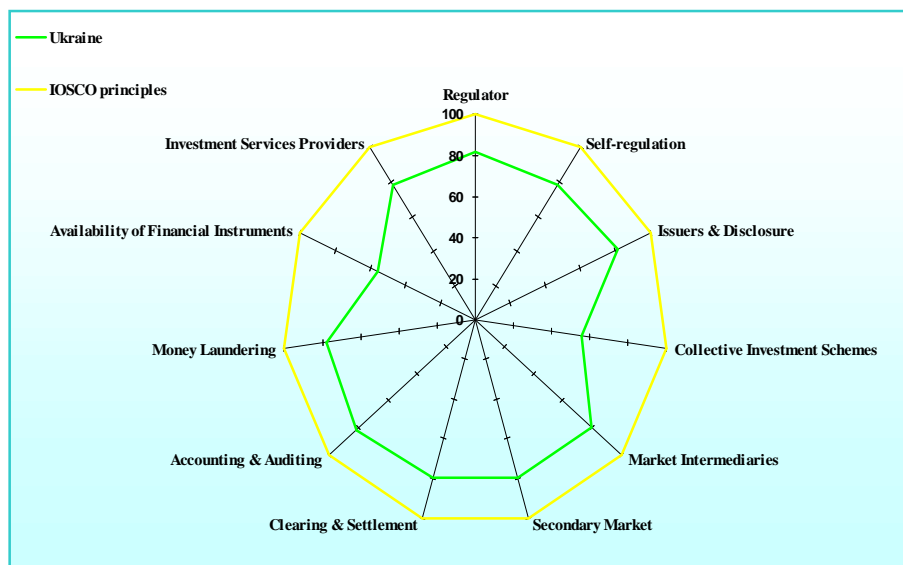 Ukraine
IOSCO principles
Regulator
100
80
60
40
20
0
Self-regulation
Issuers & Disclosure
Collective Investment Schemes
Market Intermediaries
Secondary Market
Clearing & Settlement
Accounting & Auditing
Money Laundering
Availability of Financial Instruments
Investment Services Providers